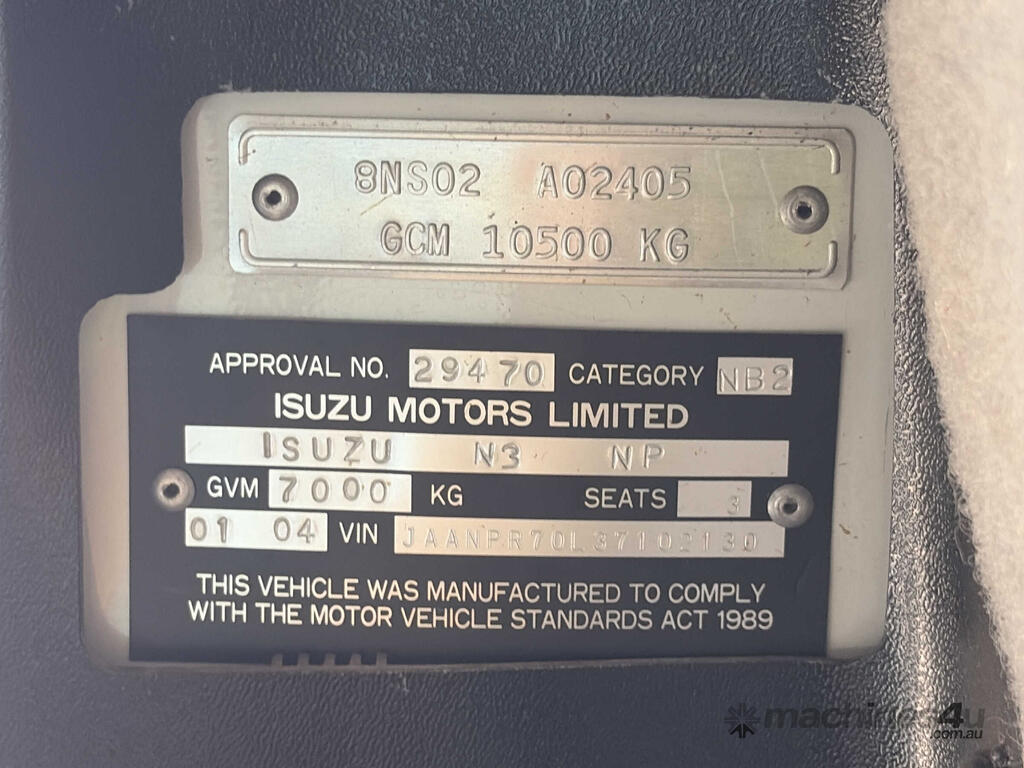 8NS02 A02405
GCM 10500 KG
APPROVAL NO. 29470 CATEGORY NB2
ISUZU MOTORS LIMITED
ISUZU N3 NP
GVM 7000 KG SEATS 3
01 04 VIN JAANPR70L37102130
THIS VEHICLE WAS MANUFACTURED TO COMPLY
WITH THE MOTOR VEHICLE STANDARDS ACT 1989
machines4u
.com.au